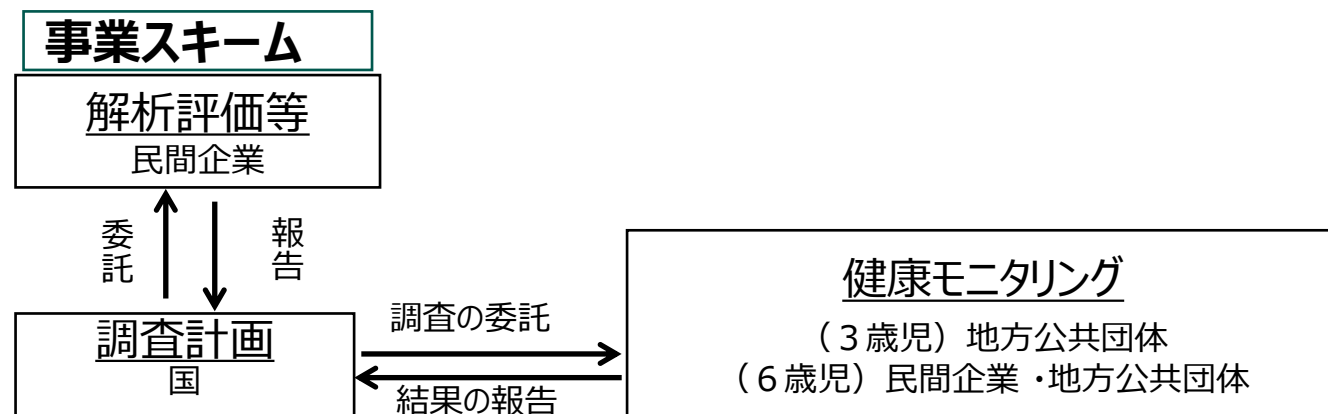 事業スキーム
解析評価等
民間企業
委託
報告
調査計画
国
調査の委託
結果の報告
健康モニタリング
（３歳児）地方公共団体
（６歳児）民間企業・地方公共団体